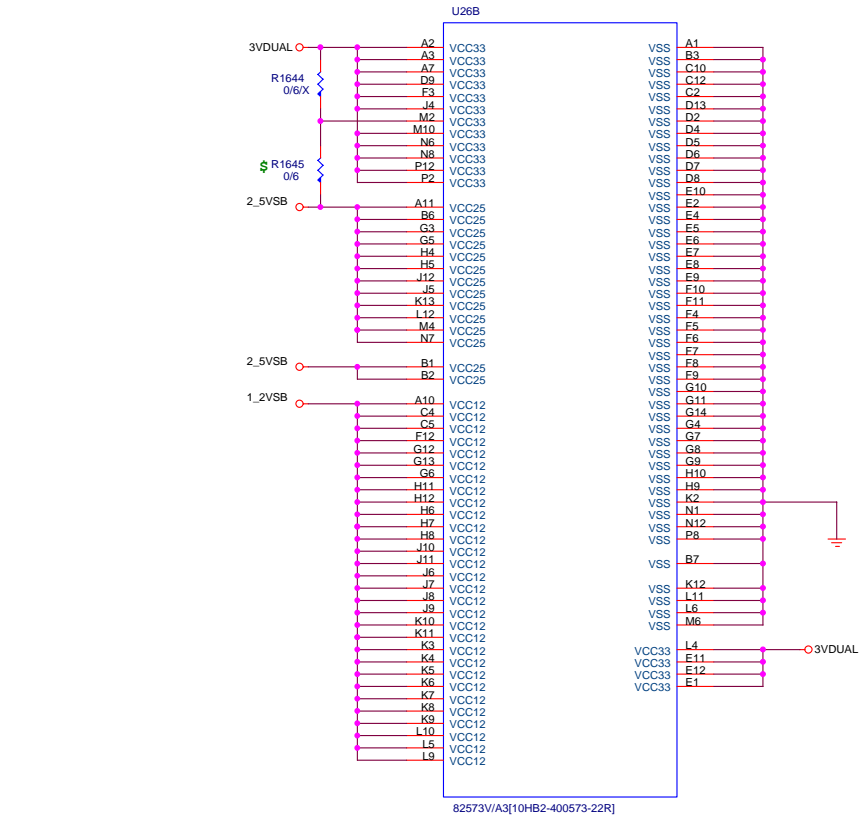 U26B
3VDUAL
R1644
0/6/X
$ R1645
0/6
2_5VSB
2_5VSB
1_2VSB
A2 VCC33
A3 VCC33
A7 VCC33
D9 VCC33
F3 VCC33
J4 VCC33
M2 VCC33
M10 VCC33
N6 VCC33
N8 VCC33
P12 VCC33
P2 VCC33
A11 VCC25
B6 VCC25
G3 VCC25
G5 VCC25
H4 VCC25
H5 VCC25
J12 VCC25
J5 VCC25
K13 VCC25
L12 VCC25
M4 VCC25
N7 VCC25
B1 VCC25
B2 VCC25
A10 VCC12
C4 VCC12
C5 VCC12
F12 VCC12
G12 VCC12
G13 VCC12
G6 VCC12
H11 VCC12
H12 VCC12
H6 VCC12
H7 VCC12
H8 VCC12
J10 VCC12
J11 VCC12
J6 VCC12
J7 VCC12
J8 VCC12
J9 VCC12
K10 VCC12
K11 VCC12
K3 VCC12
K4 VCC12
K5 VCC12
K6 VCC12
K7 VCC12
K8 VCC12
K9 VCC12
L10 VCC12
L5 VCC12
L9 VCC12
VSS A1
VSS B3
VSS C10
VSS C12
VSS C2
VSS D13
VSS D2
VSS D4
VSS D5
VSS D6
VSS D7
VSS D8
VSS E10
VSS E2
VSS E4
VSS E5
VSS E6
VSS E7
VSS E8
VSS E9
VSS F10
VSS F11
VSS F4
VSS F5
VSS F6
VSS F7
VSS F8
VSS F9
VSS G10
VSS G11
VSS G14
VSS G4
VSS G7
VSS G8
VSS G9
VSS H10
VSS H9
VSS K2
VSS N1
VSS N12
VSS P8
VSS B7
VSS K12
VSS L11
VSS L6
VSS M6
VCC33 L4
VCC33 E11
VCC33 E12
VCC33 E1
3VDUAL
82573V/A3[10HB2-400573-22R]